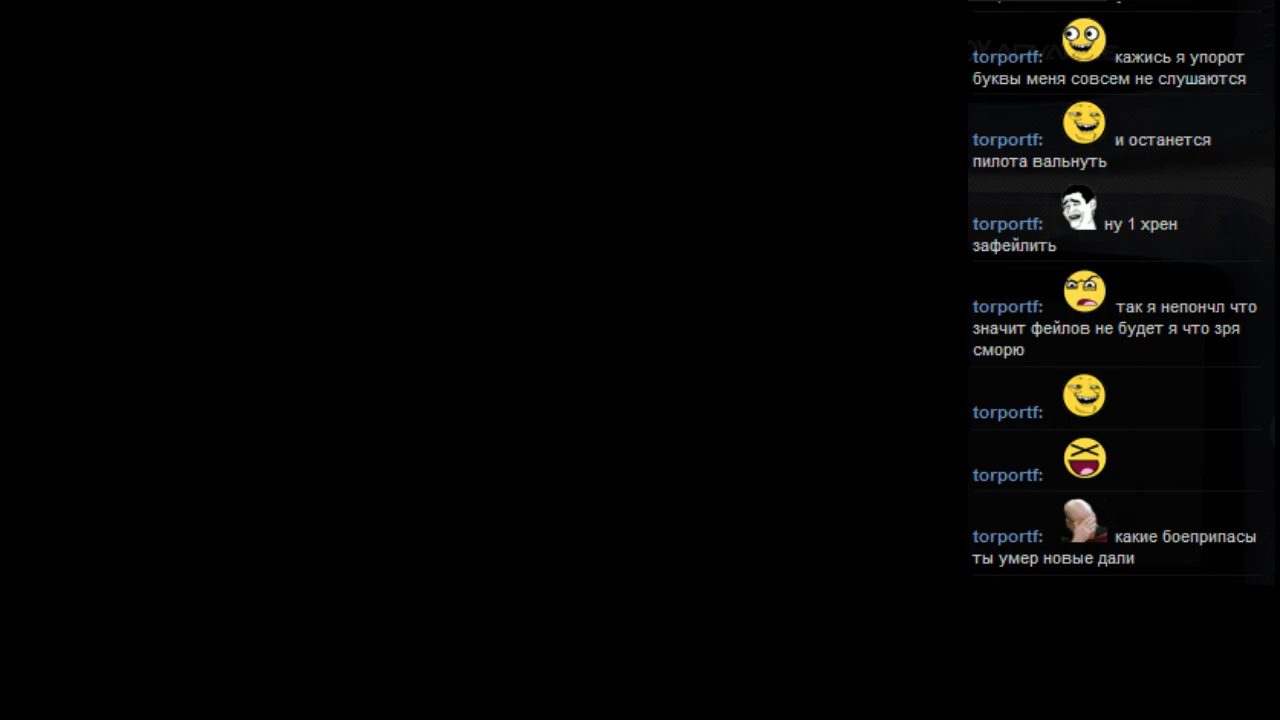 torportf: кажись я упорот
буквы меня совсем не слушаются
torportf: и останется
пилота вальнуть
torportf: ну 1 хрен
зафейлить
torportf: так я непончл что
значит фейлов не будет я что зря
сморю
torportf:
torportf:
torportf: какие боеприпасы
ты умер новые дали